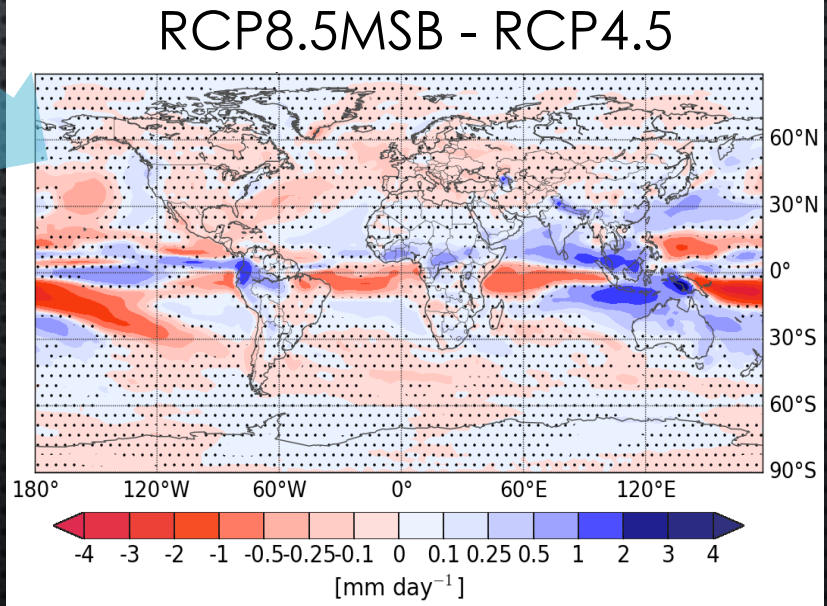 RCP8.5MSB - RCP4.5
60°N
30°N
0°
30°S
60°S
90°S
180° 120°W 60°W 0° 60°E 120°E
-4 -3 -2 -1 -0.5-0.25-0.1 0 0.1 0.25 0.5 1 2 3 4
[mm day⁻¹]